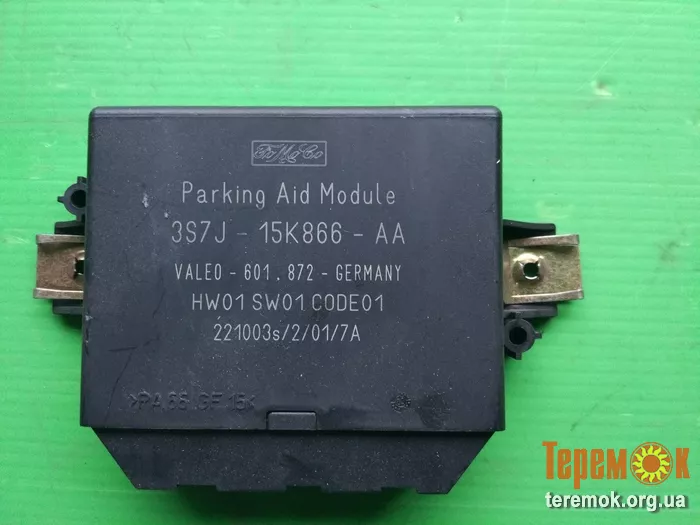 FoMoCo
Parking Aid Module
3S7J - 15K866 - AA
VALEO - 601.872 - GERMANY
HW01 SW01 CODE01
221003s/2/01/7A
>PA 66 GF 15<
Теремок
teremok.org.ua